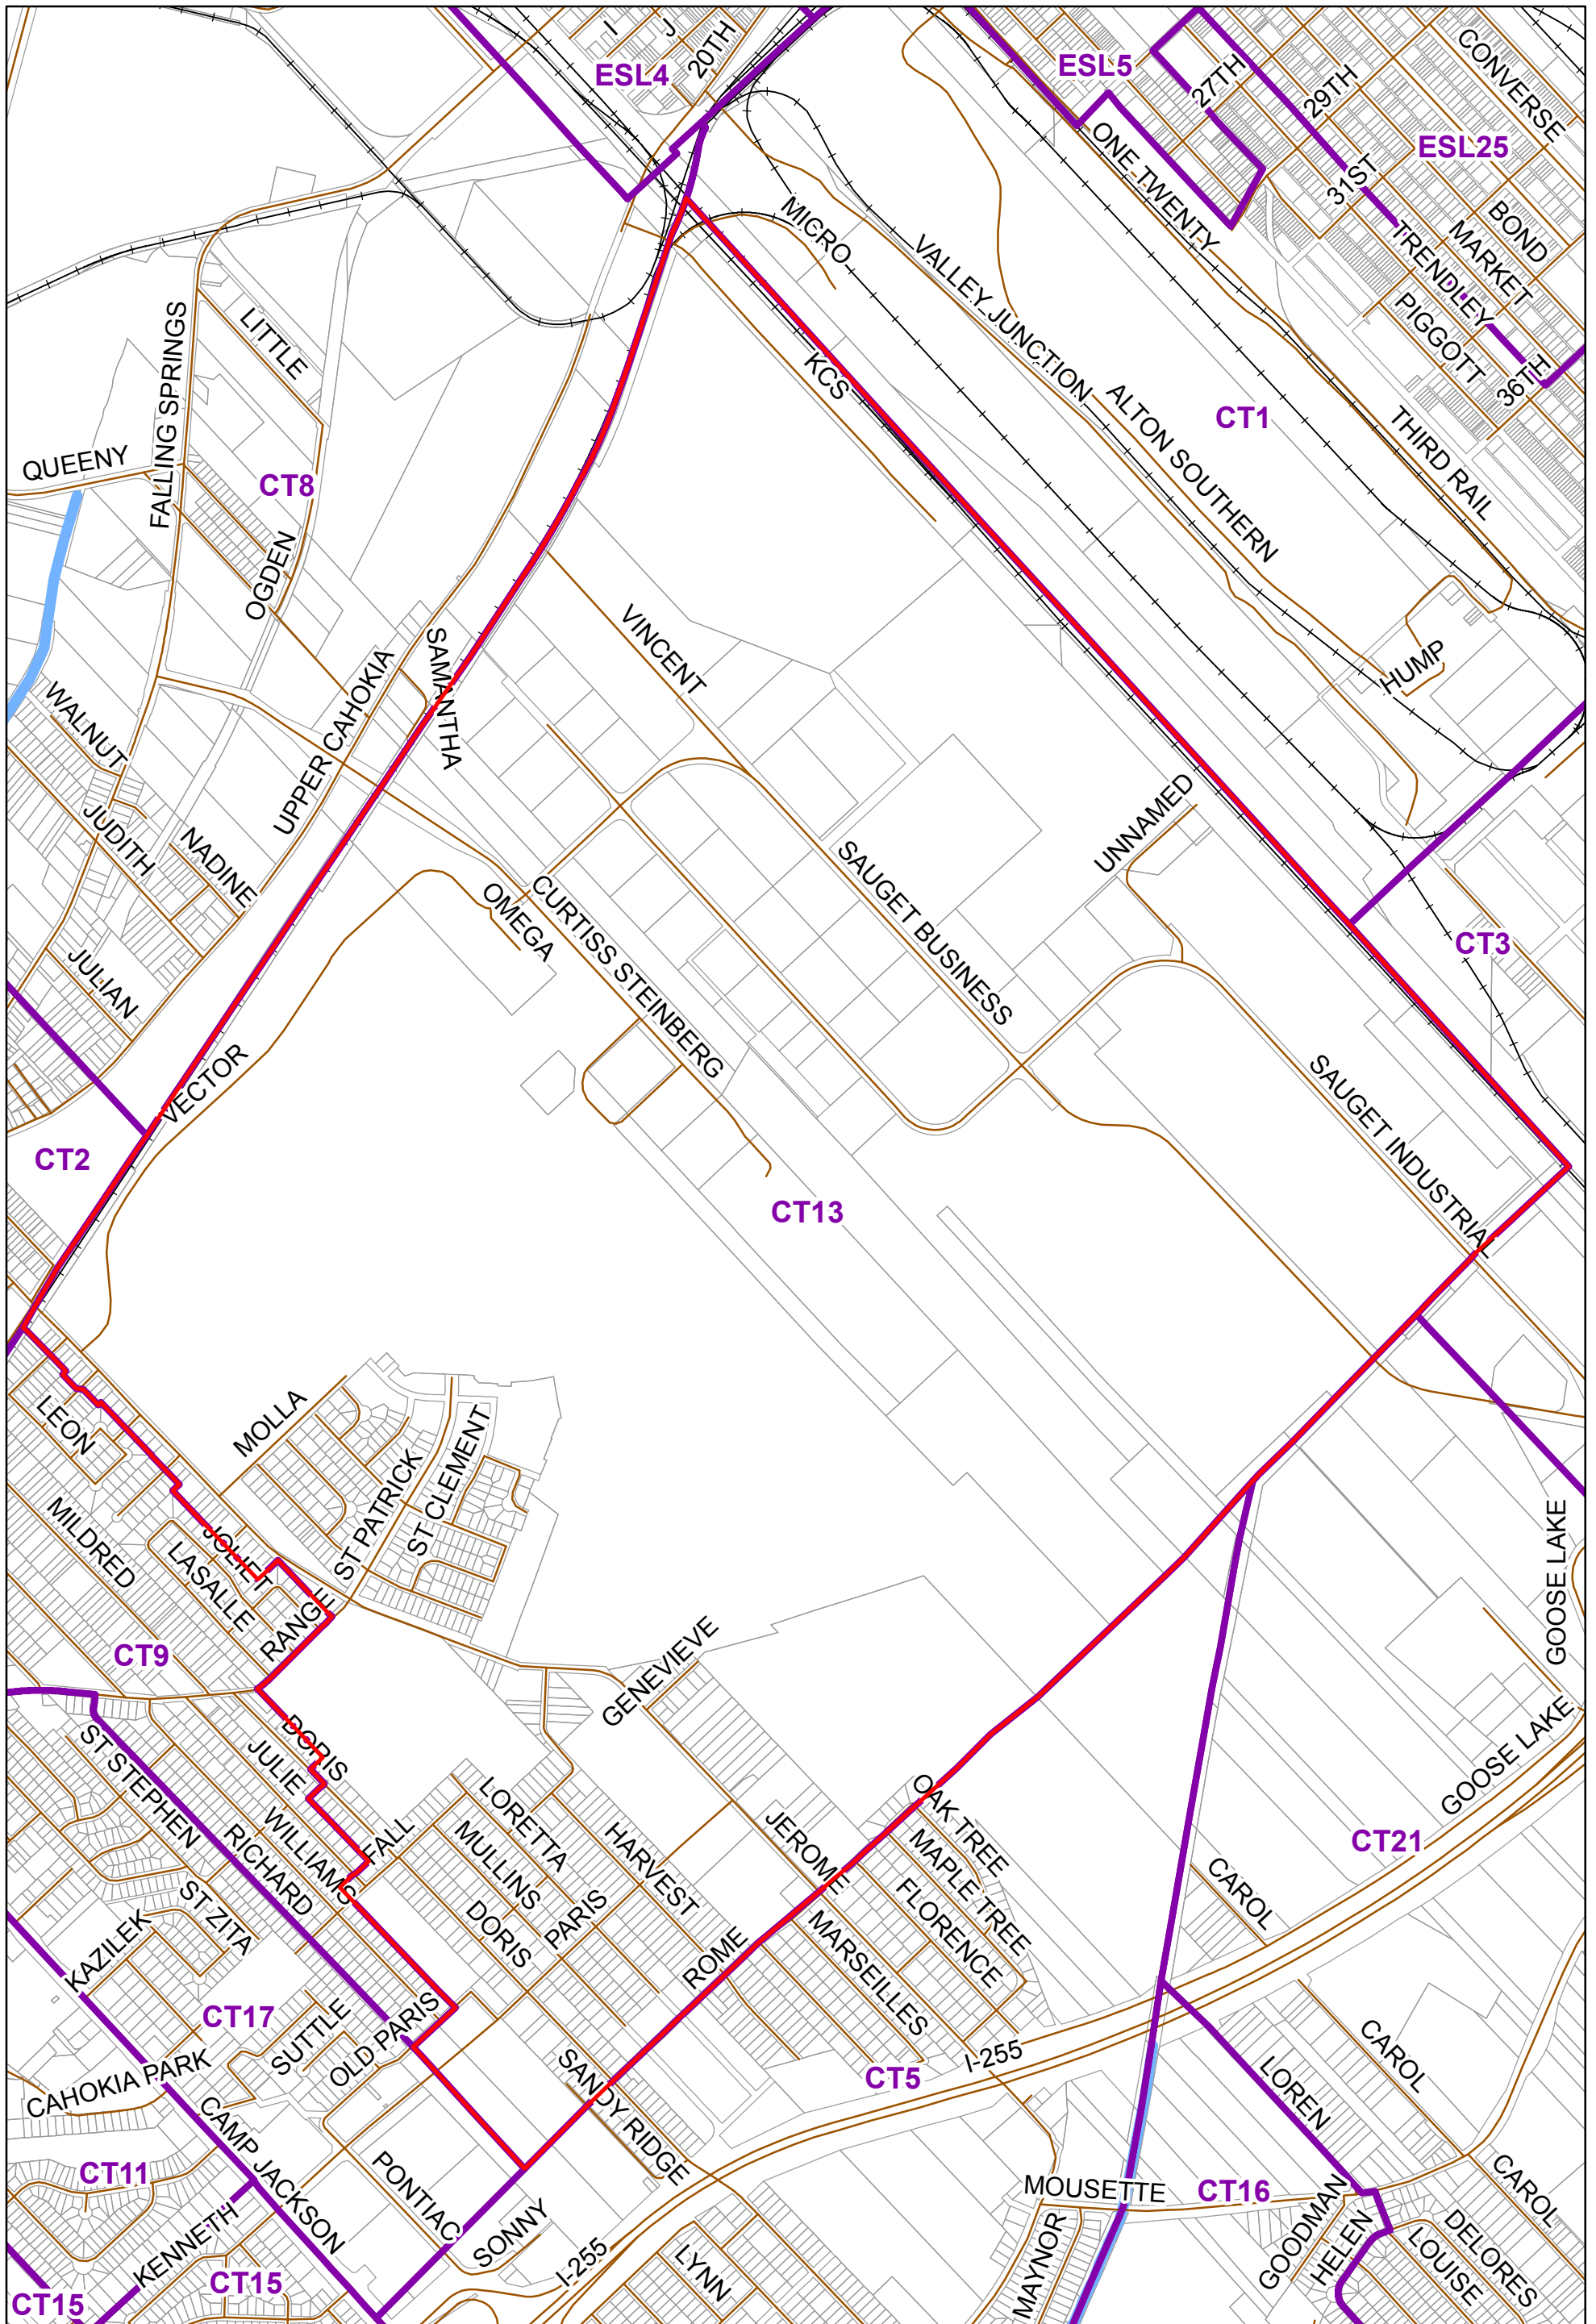 I
J
20TH
ESL4
ESL5
27TH
29TH
CONVERSE
ESL25
ONE TWENTY
31ST
BOND
MARKET
TRENDLEY
PIGGOTT
36TH
MICRO
VALLEY JUNCTION
ALTON SOUTHERN
CT1
THIRD RAIL
KCS
LITTLE
FALLING SPRINGS
QUEENY
CT8
OGDEN
SAMANTHA
VINCENT
HUMP
WALNUT
UPPER CAHOKIA
JUDITH
NADINE
UNNAMED
SAUGET BUSINESS
OMEGA
CURTISS STEINBERG
CT3
JULIAN
VECTOR
SAUGET INDUSTRIAL
CT2
CT13
LEON
MOLLA
ST PATRICK
ST CLEMENT
MILDRED
JOLIET
LASALLE
RANGE
GOOSE LAKE
CT9
GENEVIEVE
DORIS
JULIE
ST STEPHEN
WILLIAMS
RICHARD
FALL
LORETTA
MULLINS
HARVEST
JEROME
OAK TREE
MAPLE TREE
FLORENCE
GOOSE LAKE
CT21
CAROL
ST ZITA
KAZILEK
DORIS
PARIS
ROME
MARSEILLES
CT17
SUTTLE
OLD PARIS
I-255
CT5
SANDY RIDGE
CAROL
LOREN
CAHOKIA PARK
CAMP JACKSON
CT11
PONTIAC
MOUSETTE
CT16
CAROL
KENNETH
SONNY
GOODMAN
HELEN
DELORES
LOUISE
I-255
LYNN
MAYNOR
CT15
CT15